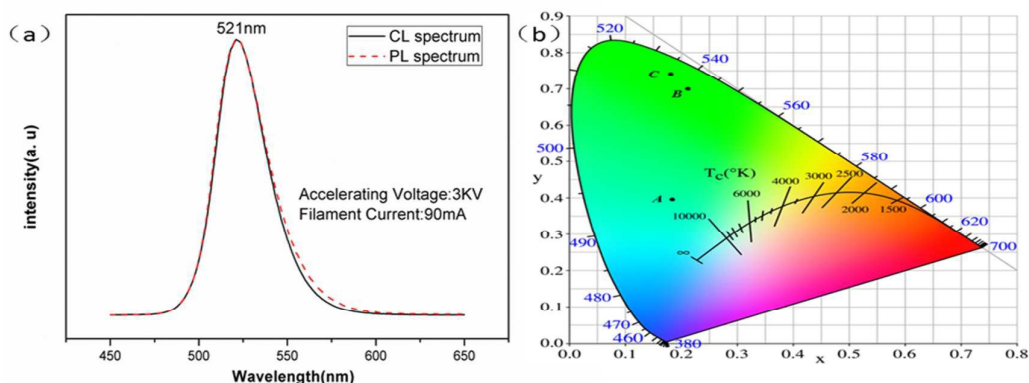 (a)
521nm
CL spectrum
PL spectrum
intensity(a. u)
Accelerating Voltage:3KV
Filament Current:90mA
450 500 550 600 650
Wavelength(nm)
(b)
0.9
0.8
0.7
0.6
0.5
y
0.4
0.3
0.2
0.1
0.0
520
540
560
500
580
600
490
620
700
480
470
460
380
C
B
A
Tc(°K)
∞
10000
6000
4000
3000
2500
2000
1500
0.0 0.1 0.2 0.3 0.4 0.5 0.6 0.7 0.8
x